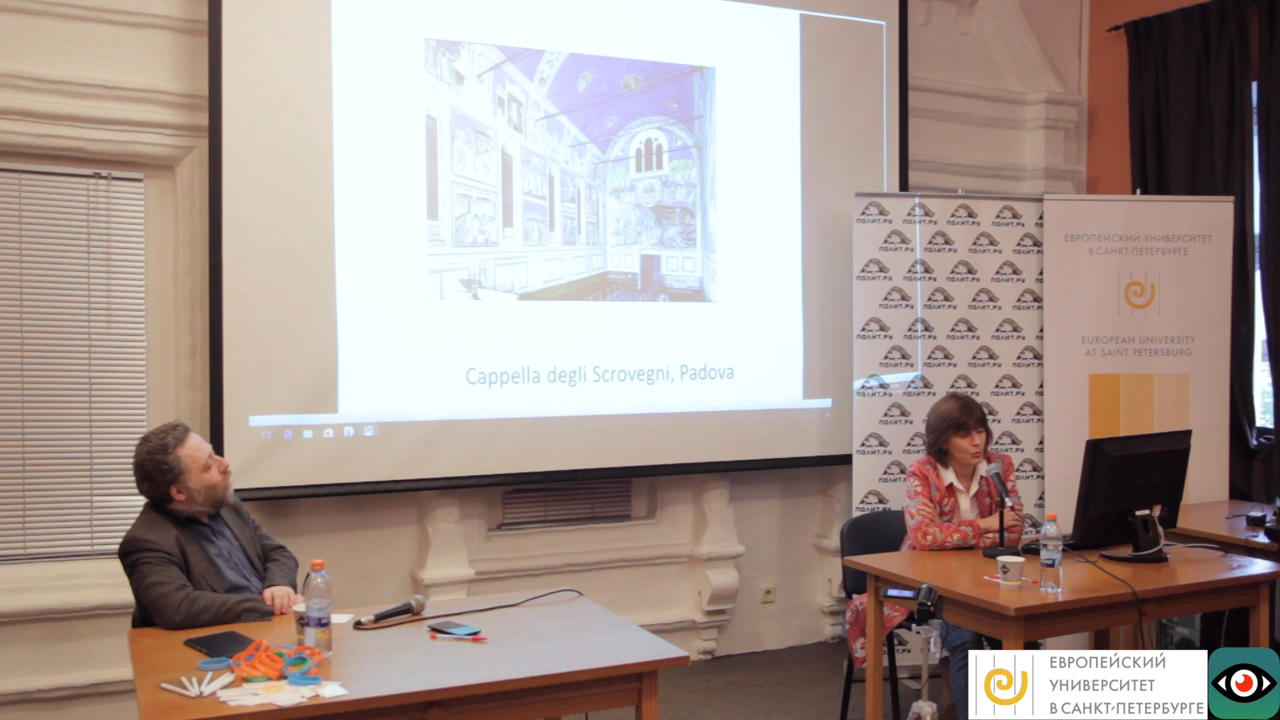 Cappella degli Scrovegni, Padova
ПОЛИТ.РУ
ЕВРОПЕЙСКИЙ УНИВЕРСИТЕТ
В САНКТ-ПЕТЕРБУРГЕ
EUROPEAN UNIVERSITY
AT SAINT PETERSBURG
ЕВРОПЕЙСКИЙ
УНИВЕРСИТЕТ
В САНКТ-ПЕТЕРБУРГЕ